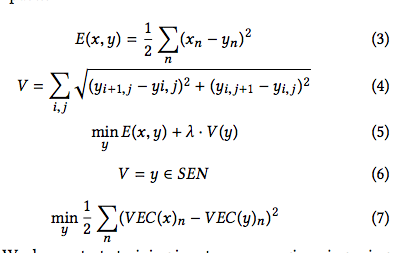 E(x, y) = 1/2 ∑_n (x_n − y_n)^2 (3)
V = ∑_{i,j} √((y_{i+1,j} − yi, j)^2 + (y_{i,j+1} − y_{i,j})^2) (4)
min_y E(x, y) + λ · V(y) (5)
V = y ∈ SEN (6)
min_y 1/2 ∑_n (VEC(x)_n − VEC(y)_n)^2 (7)